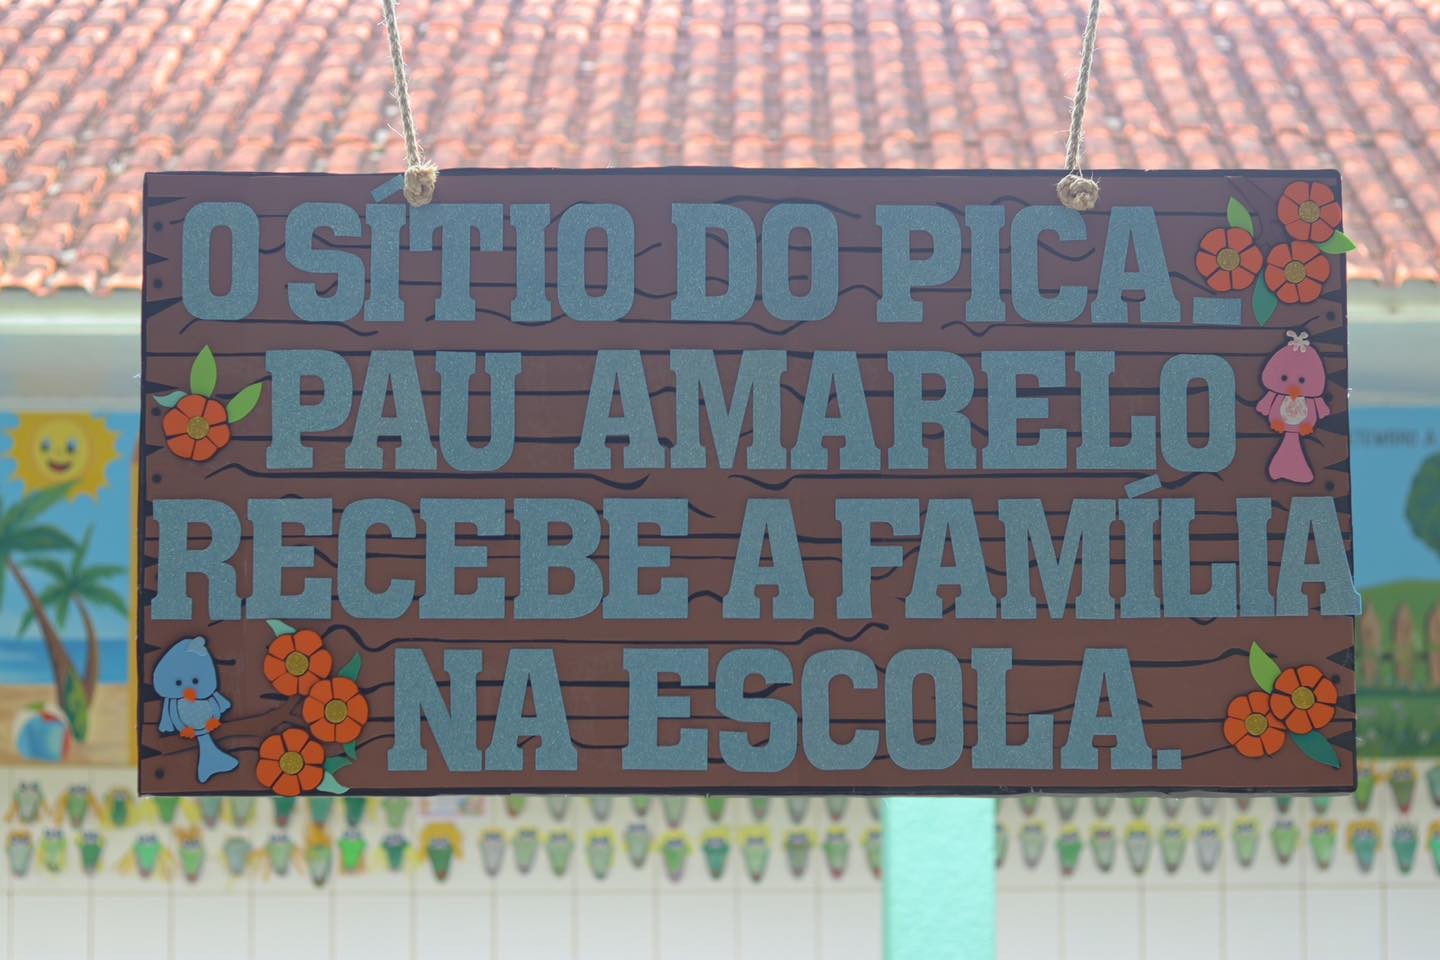 O SÍTIO DO PICA-
PAU AMARELO
RECEBE A FAMÍLIA
NA ESCOLA.